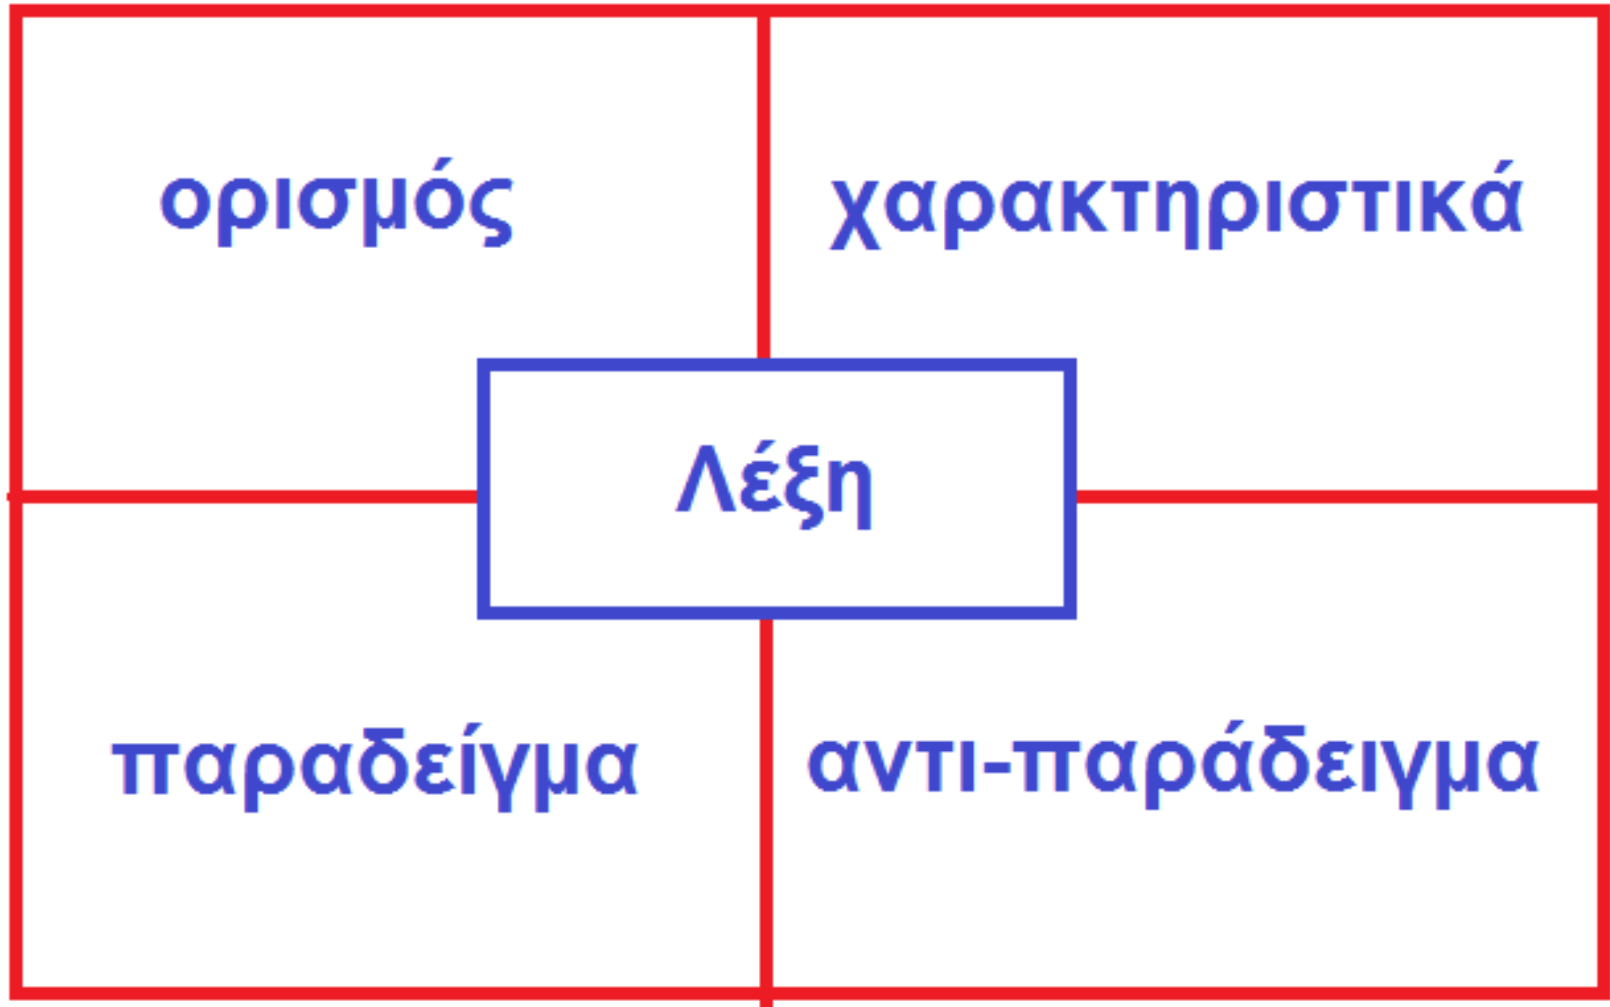 ορισμός
χαρακτηριστικά
Λέξη
παραδείγμα
αντι-παράδειγμα